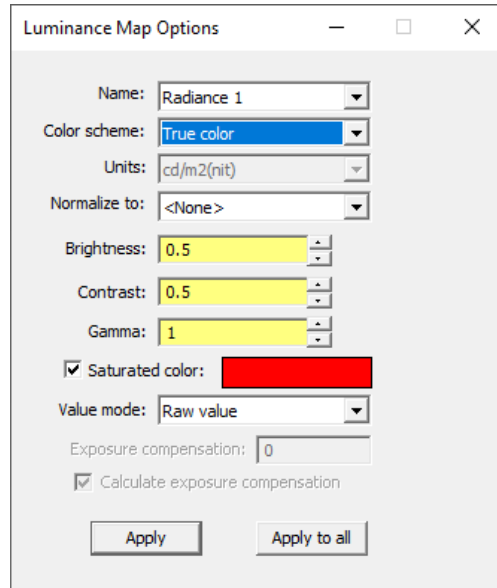 Luminance Map Options
Name: Radiance 1
Color scheme: True color
Units: cd/m2(nit)
Normalize to: <None>
Brightness: 0.5
Contrast: 0.5
Gamma: 1
Saturated color:
Value mode: Raw value
Exposure compensation: 0
Calculate exposure compensation
Apply Apply to all